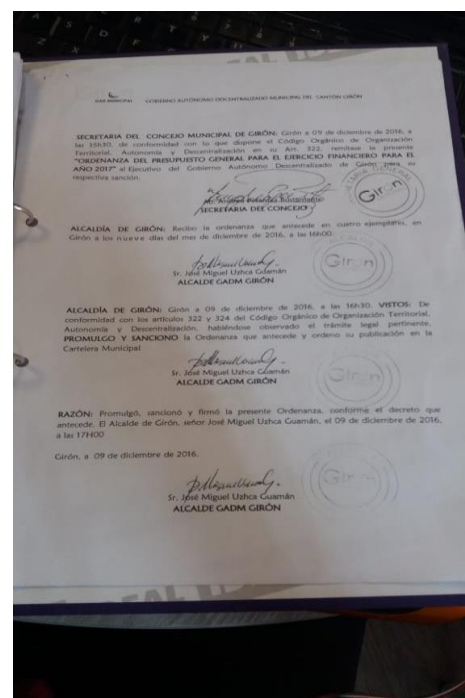 GOBIERNO AUTÓNOMO DESCENTRALIZADO MUNICIPAL DEL CANTÓN GIRÓN
SECRETARIA DEL CONCEJO MUNICIPAL DE GIRÓN: Girón a 09 de diciembre de 2016, a
las 15h30, de conformidad con lo que dispone el Código Orgánico de Organización
Territorial, Autonomía y Descentralización en su Art. 322, remítase la presente
"ORDENANZA DEL PRESUPUESTO GENERAL PARA EL EJERCICIO FINANCIERO PARA EL
AÑO 2017" al Ejecutivo del Gobierno Autónomo Descentralizado de Girón para su
respectiva sanción.
SECRETARIA DEL CONCEJO
Girón
ALCALDÍA DE GIRÓN: Recibo la ordenanza que antecede en cuatro ejemplares, en
Girón a los nueve días del mes de diciembre de 2016, a las 16h00.
Sr. José Miguel Uzhca Guamán
ALCALDE GADM GIRÓN
Girón
ALCALDÍA DE GIRÓN: Girón a 09 de diciembre de 2016, a las 16h30. VISTOS: De
conformidad con los artículos 322 y 324 del Código Orgánico de Organización Territorial,
Autonomía y Descentralización, habiéndose observado el trámite legal pertinente,
PROMULGO Y SANCIONO la Ordenanza que antecede y ordeno su publicación en la
Cartelera Municipal
Sr. José Miguel Uzhca Guamán
ALCALDE GADM GIRÓN
Girón
RAZÓN: Promulgó, sancionó y firmó la presente Ordenanza, conforme el decreto que
antecede. El Alcalde de Girón, señor José Miguel Uzhca Guamán, el 09 de diciembre de 2016,
a las 17H00
Girón, a 09 de diciembre de 2016.
Sr. José Miguel Uzhca Guamán
ALCALDE GADM GIRÓN
Girón